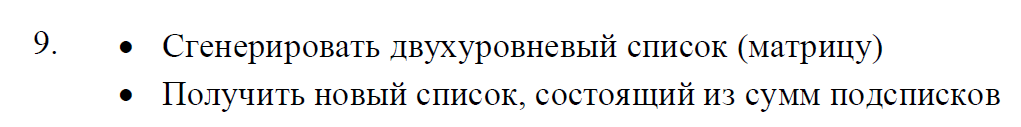 9. • Сгенерировать двухуровневый список (матрицу)
• Получить новый список, состоящий из сумм подсписков